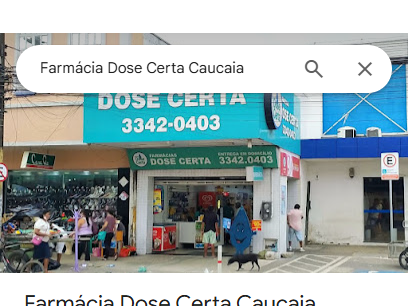 Farmácia Dose Certa Caucaia
DOSE CERTA
3342-0403
FARMÁCIAS
DOSE CERTA
ENTREGA EM DOMICÍLIO
3342.0403
E
Farmácia Dose Certa Caucaia